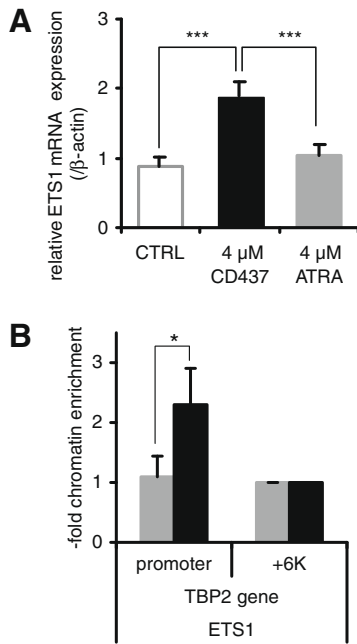 A
relative ETS1 mRNA expression
(/β-actin)
2
1
0
***
***
CTRL
4 µM
CD437
4 µM
ATRA
B
-fold chromatin enrichment
3
2
1
0
*
promoter
+6K
TBP2 gene
ETS1